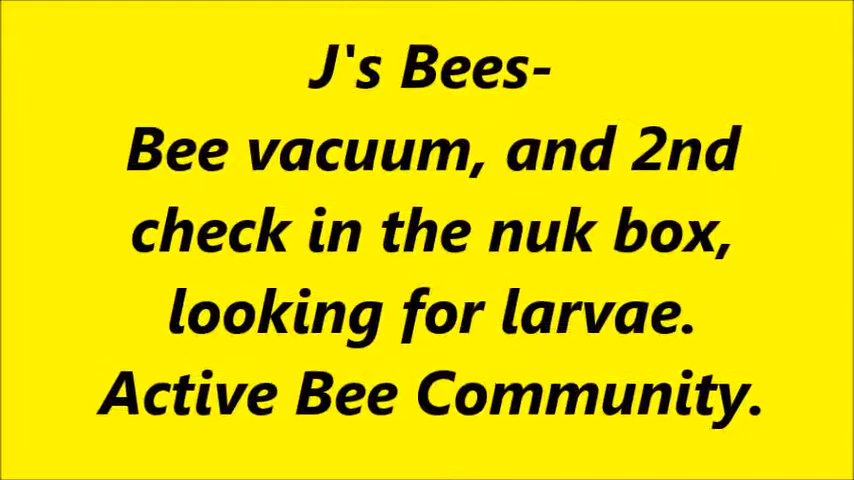 J's Bees-
Bee vacuum, and 2nd
check in the nuk box,
looking for larvae.
Active Bee Community.